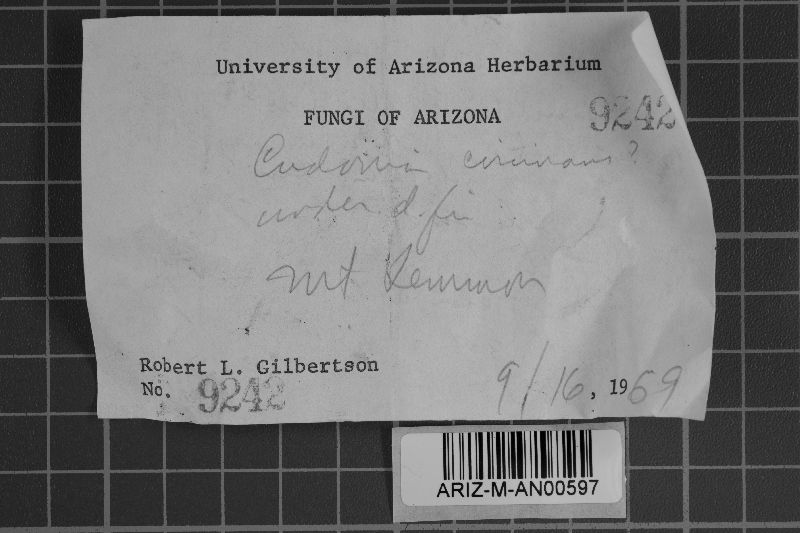 University of Arizona Herbarium
FUNGI OF ARIZONA 9242
Cudonia circinans?
under d. fir
Mt Lemmon
Robert L. Gilbertson
No. 9242
9/16, 1969
ARIZ-M-AN00597